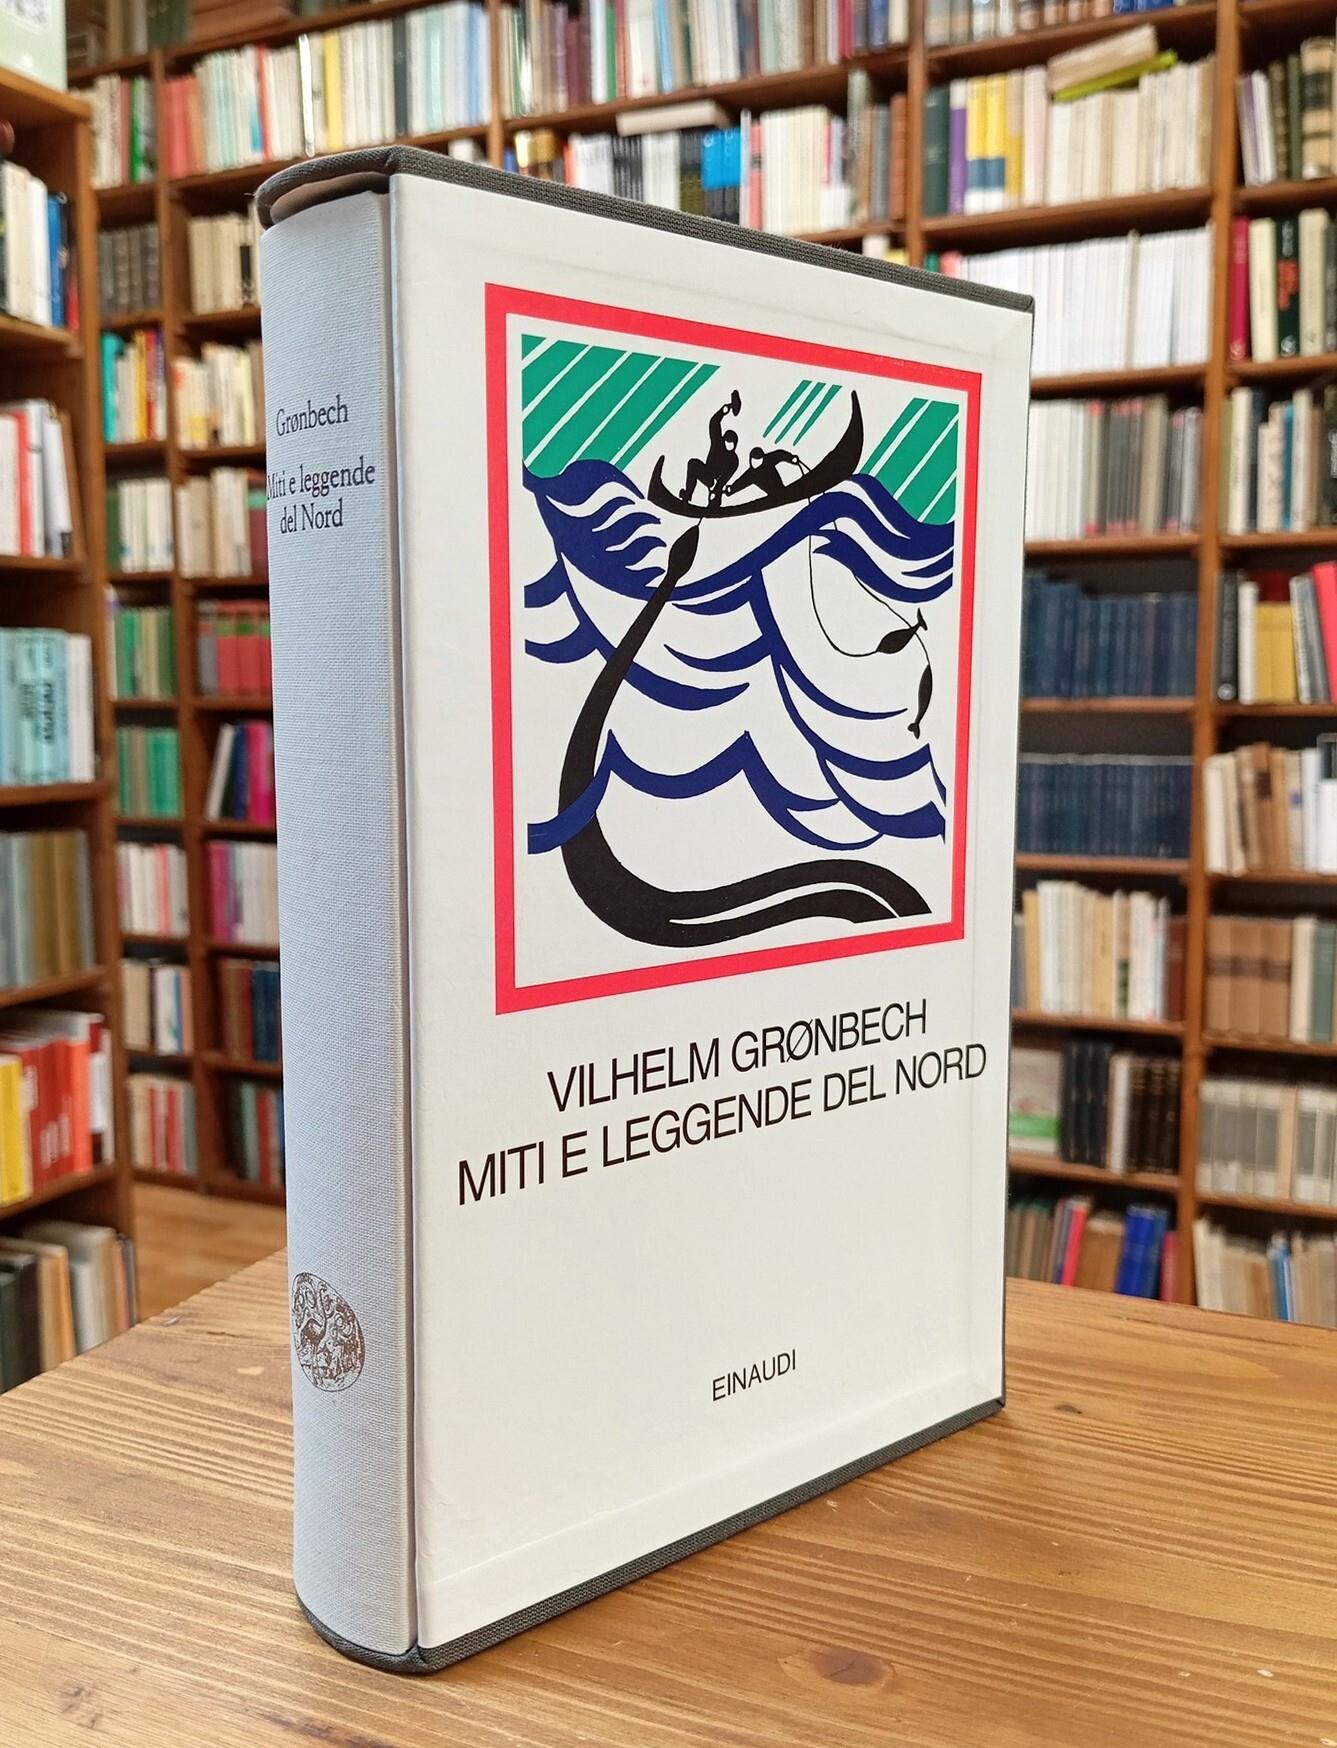 Grønbech
Miti e leggende
del Nord
VILHELM GRØNBECH
MITI E LEGGENDE DEL NORD
EINAUDI